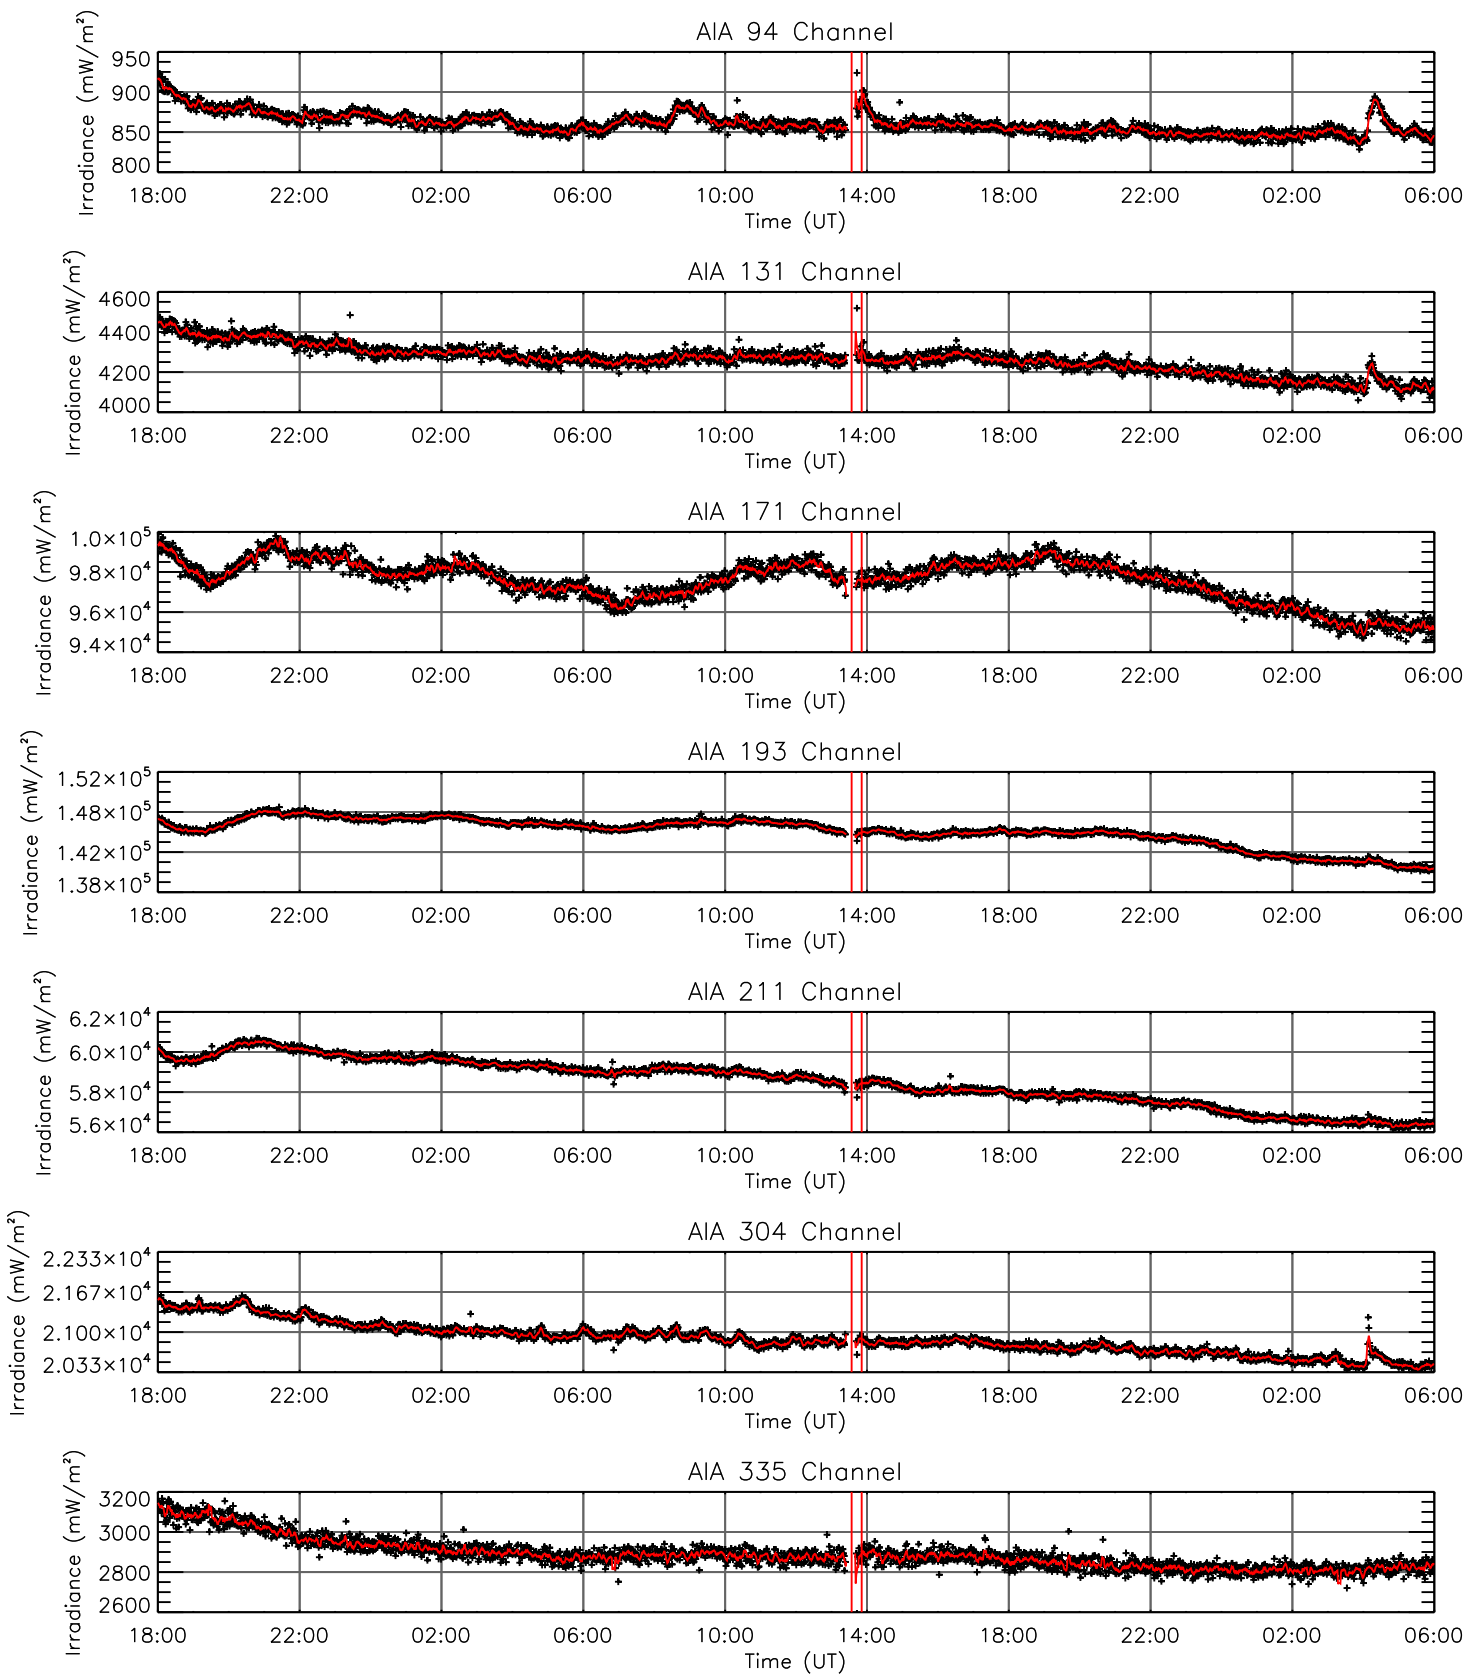 AIA 94 Channel
Irradiance (mW/m²)
950
900
850
800
18:00 22:00 02:00 06:00 10:00 14:00 18:00 22:00 02:00 06:00
Time (UT)
AIA 131 Channel
Irradiance (mW/m²)
4600
4400
4200
4000
18:00 22:00 02:00 06:00 10:00 14:00 18:00 22:00 02:00 06:00
Time (UT)
AIA 171 Channel
Irradiance (mW/m²)
1.0×10⁵
9.8×10⁴
9.6×10⁴
9.4×10⁴
18:00 22:00 02:00 06:00 10:00 14:00 18:00 22:00 02:00 06:00
Time (UT)
AIA 193 Channel
Irradiance (mW/m²)
1.52×10⁵
1.48×10⁵
1.42×10⁵
1.38×10⁵
18:00 22:00 02:00 06:00 10:00 14:00 18:00 22:00 02:00 06:00
Time (UT)
AIA 211 Channel
Irradiance (mW/m²)
6.2×10⁴
6.0×10⁴
5.8×10⁴
5.6×10⁴
18:00 22:00 02:00 06:00 10:00 14:00 18:00 22:00 02:00 06:00
Time (UT)
AIA 304 Channel
Irradiance (mW/m²)
2.233×10⁴
2.167×10⁴
2.100×10⁴
2.033×10⁴
18:00 22:00 02:00 06:00 10:00 14:00 18:00 22:00 02:00 06:00
Time (UT)
AIA 335 Channel
Irradiance (mW/m²)
3200
3000
2800
2600
18:00 22:00 02:00 06:00 10:00 14:00 18:00 22:00 02:00 06:00
Time (UT)